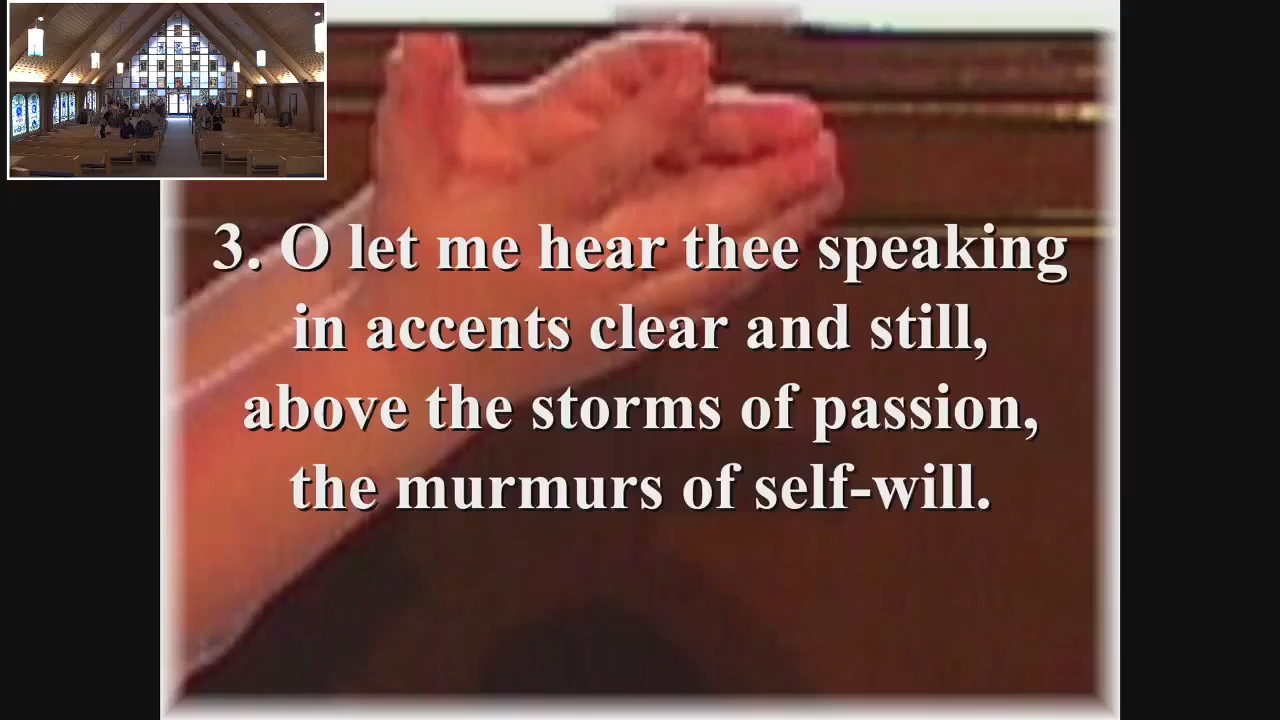 3. O let me hear thee speaking
in accents clear and still,
above the storms of passion,
the murmurs of self-will.